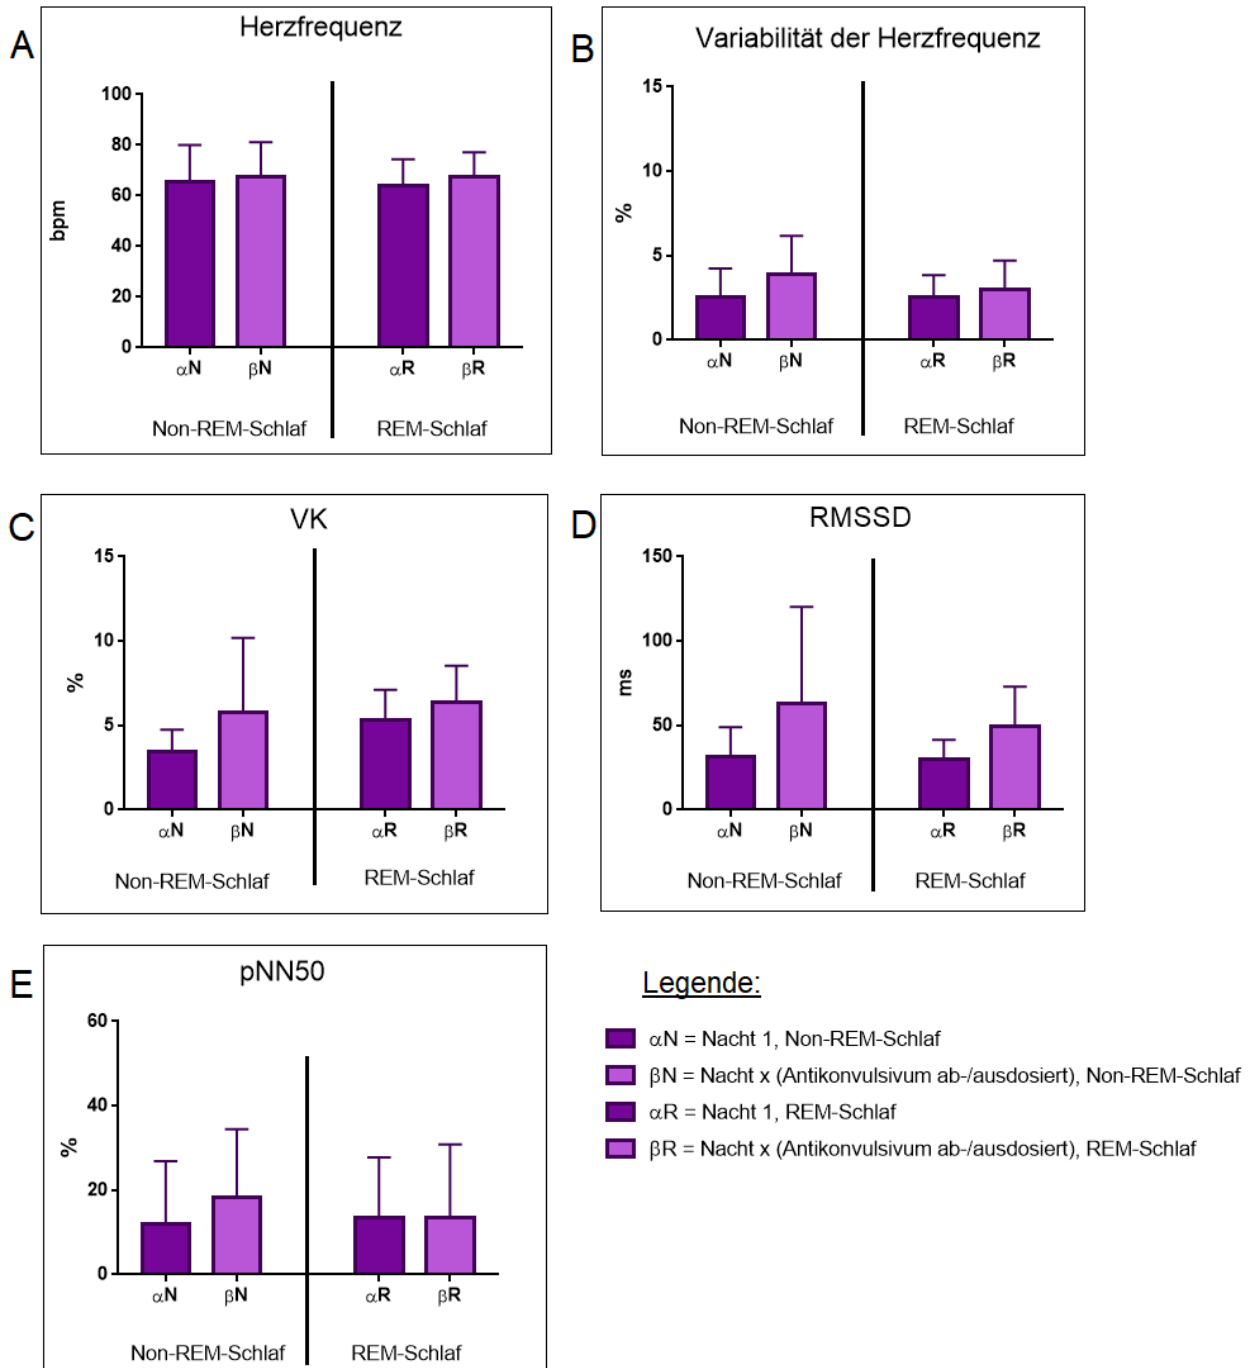 A
Herzfrequenz
100
80
60
40
20
0
bpm
αN
βN
αR
βR
Non-REM-Schlaf
REM-Schlaf
B
Variabilität der Herzfrequenz
15
10
5
0
%
αN
βN
αR
βR
Non-REM-Schlaf
REM-Schlaf
C
VK
15
10
5
0
%
αN
βN
αR
βR
Non-REM-Schlaf
REM-Schlaf
D
RMSSD
150
100
50
0
ms
αN
βN
αR
βR
Non-REM-Schlaf
REM-Schlaf
E
pNN50
60
40
20
0
%
αN
βN
αR
βR
Non-REM-Schlaf
REM-Schlaf
Legende:
αN = Nacht 1, Non-REM-Schlaf
βN = Nacht x (Antikonvulsivum ab-/ausdosiert), Non-REM-Schlaf
αR = Nacht 1, REM-Schlaf
βR = Nacht x (Antikonvulsivum ab-/ausdosiert), REM-Schlaf